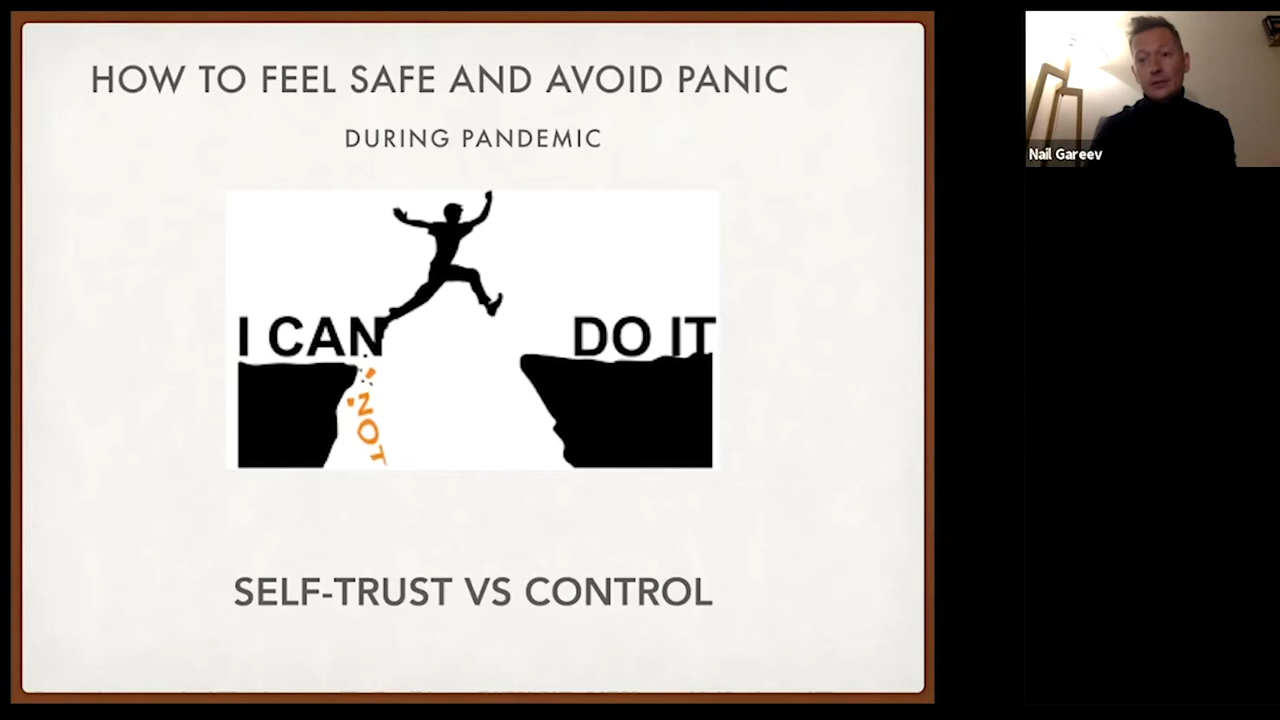 HOW TO FEEL SAFE AND AVOID PANIC
DURING PANDEMIC
I CAN DO IT
NOT
SELF-TRUST VS CONTROL
Nail Gareev